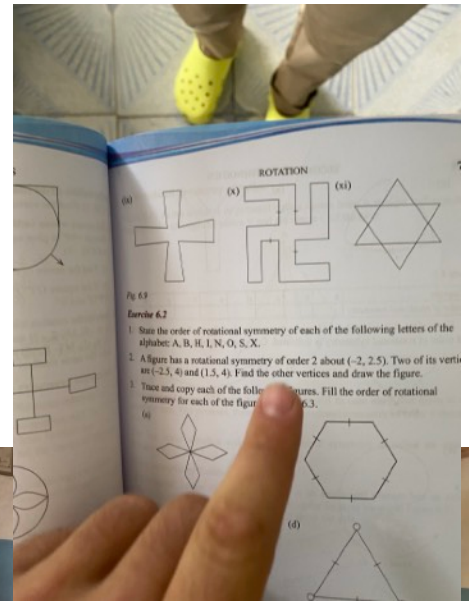 ROTATION
(x)
(xi)
Fig. 6.9
Exercise 6.2
1. State the order of rotational symmetry of each of the following letters of the
alphabet: A, B, H, I, N, O, S, X.
2. A figure has a rotational symmetry of order 2 about (−2, 2.5). Two of its
are (−2.5, 4) and (1.5, 4). Find the other vertices and draw the figure.
3. Trace and copy each of the Fill the order of rotational
symmetry for each of the 6.3.
(a)
(d)